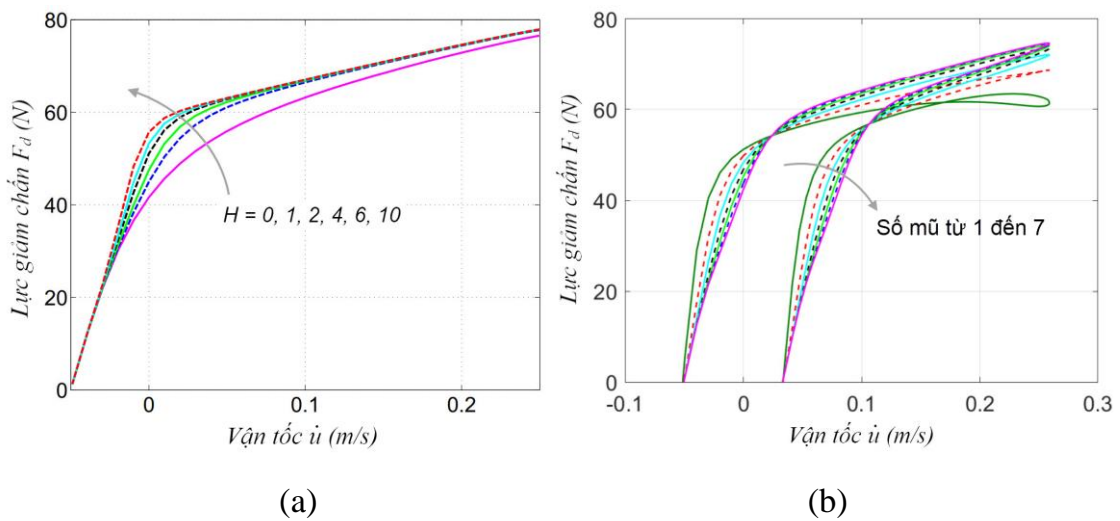 80
60
40
20
0
0
0.1
0.2
Lực giảm chấn F_d (N)
Vận tốc u̇ (m/s)
H = 0, 1, 2, 4, 6, 10
(a)
80
60
40
20
0
-0.1
0
0.1
0.2
0.3
Lực giảm chấn F_d (N)
Vận tốc u̇ (m/s)
Số mũ từ 1 đến 7
(b)